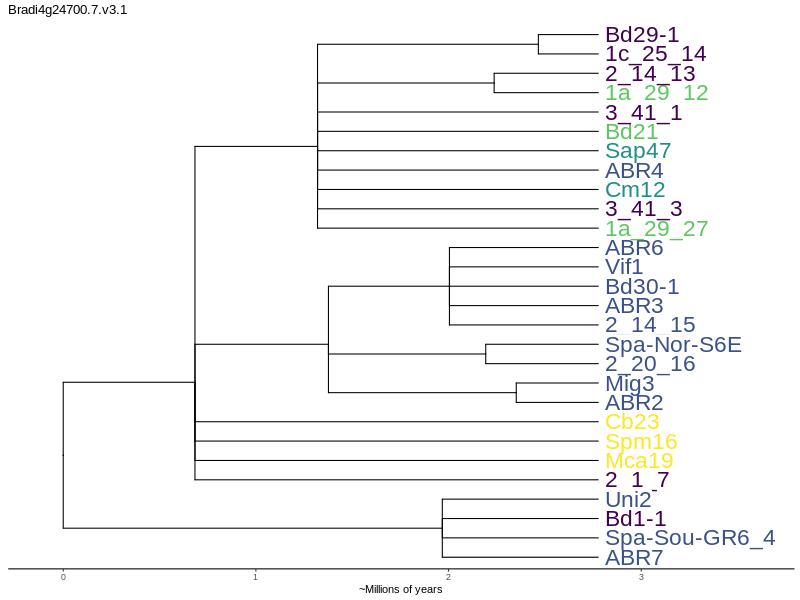 Bradi4g24700.7.v3.1
Bd29-1
1c_25_14
2_14_13
1a_29_12
3_41_1
Bd21
Sap47
ABR4
Cm12
3_41_3
1a_29_27
ABR6
Vif1
Bd30-1
ABR3
2_14_15
Spa-Nor-S6E
2_20_16
Mig3
ABR2
Cb23
Spm16
Mca19
2_1_7
Uni2
Bd1-1
Spa-Sou-GR6_4
ABR7
0 1 2 3
~Millions of years